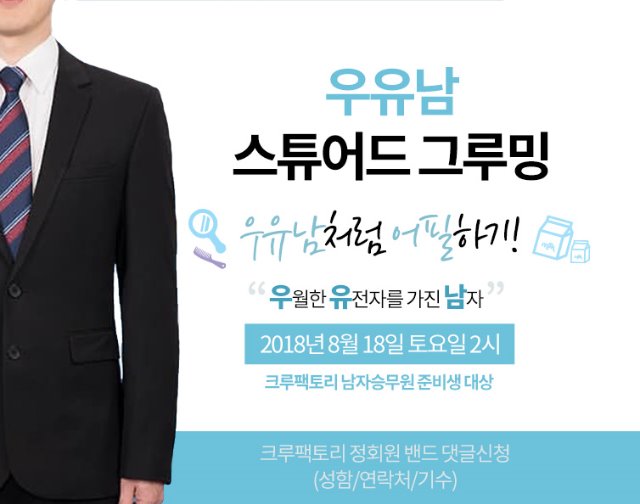 우유남
스튜어드 그루밍
우유남처럼 어필하기!
“우월한 유전자를 가진 남자”
2018년 8월 18일 토요일 2시
크루팩토리 남자승무원 준비생 대상
크루팩토리 정회원 밴드 댓글신청
(성함/연락처/기수)